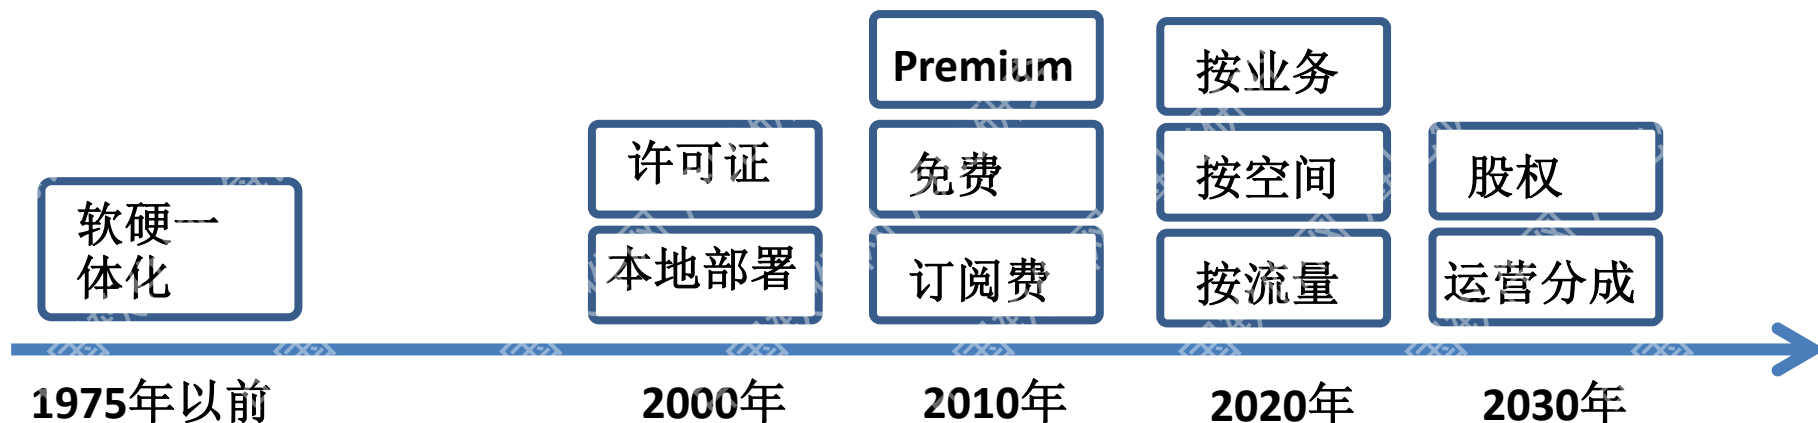 Premium
按业务
许可证
免费
按空间
股权
软硬一
体化
本地部署
订阅费
按流量
运营分成
1975年以前
2000年
2010年
2020年
2030年